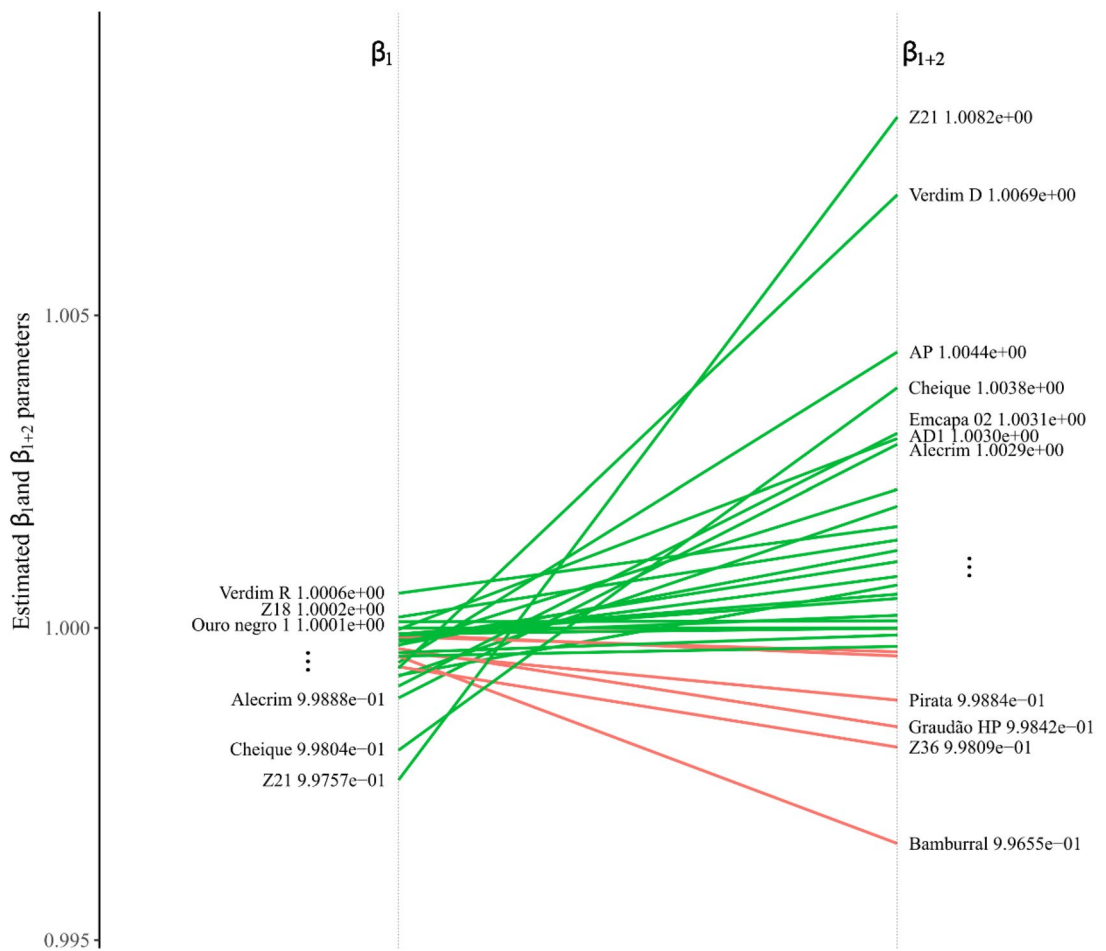 β1
β1+2
Z21 1.0082e+00
Verdim D 1.0069e+00
1.005
AP 1.0044e+00
Cheique 1.0038e+00
Emcapa 02 1.0031e+00
AD1 1.0030e+00
Alecrim 1.0029e+00
Estimated β1and β1+2 parameters
⋮
Verdim R 1.0006e+00
Z18 1.0002e+00
Ouro negro 1 1.0001e+00
1.000
⋮
Alecrim 9.9888e−01
Cheique 9.9804e−01
Z21 9.9757e−01
Pirata 9.9884e−01
Graudão HP 9.9842e−01
Z36 9.9809e−01
Bamburral 9.9655e−01
0.995